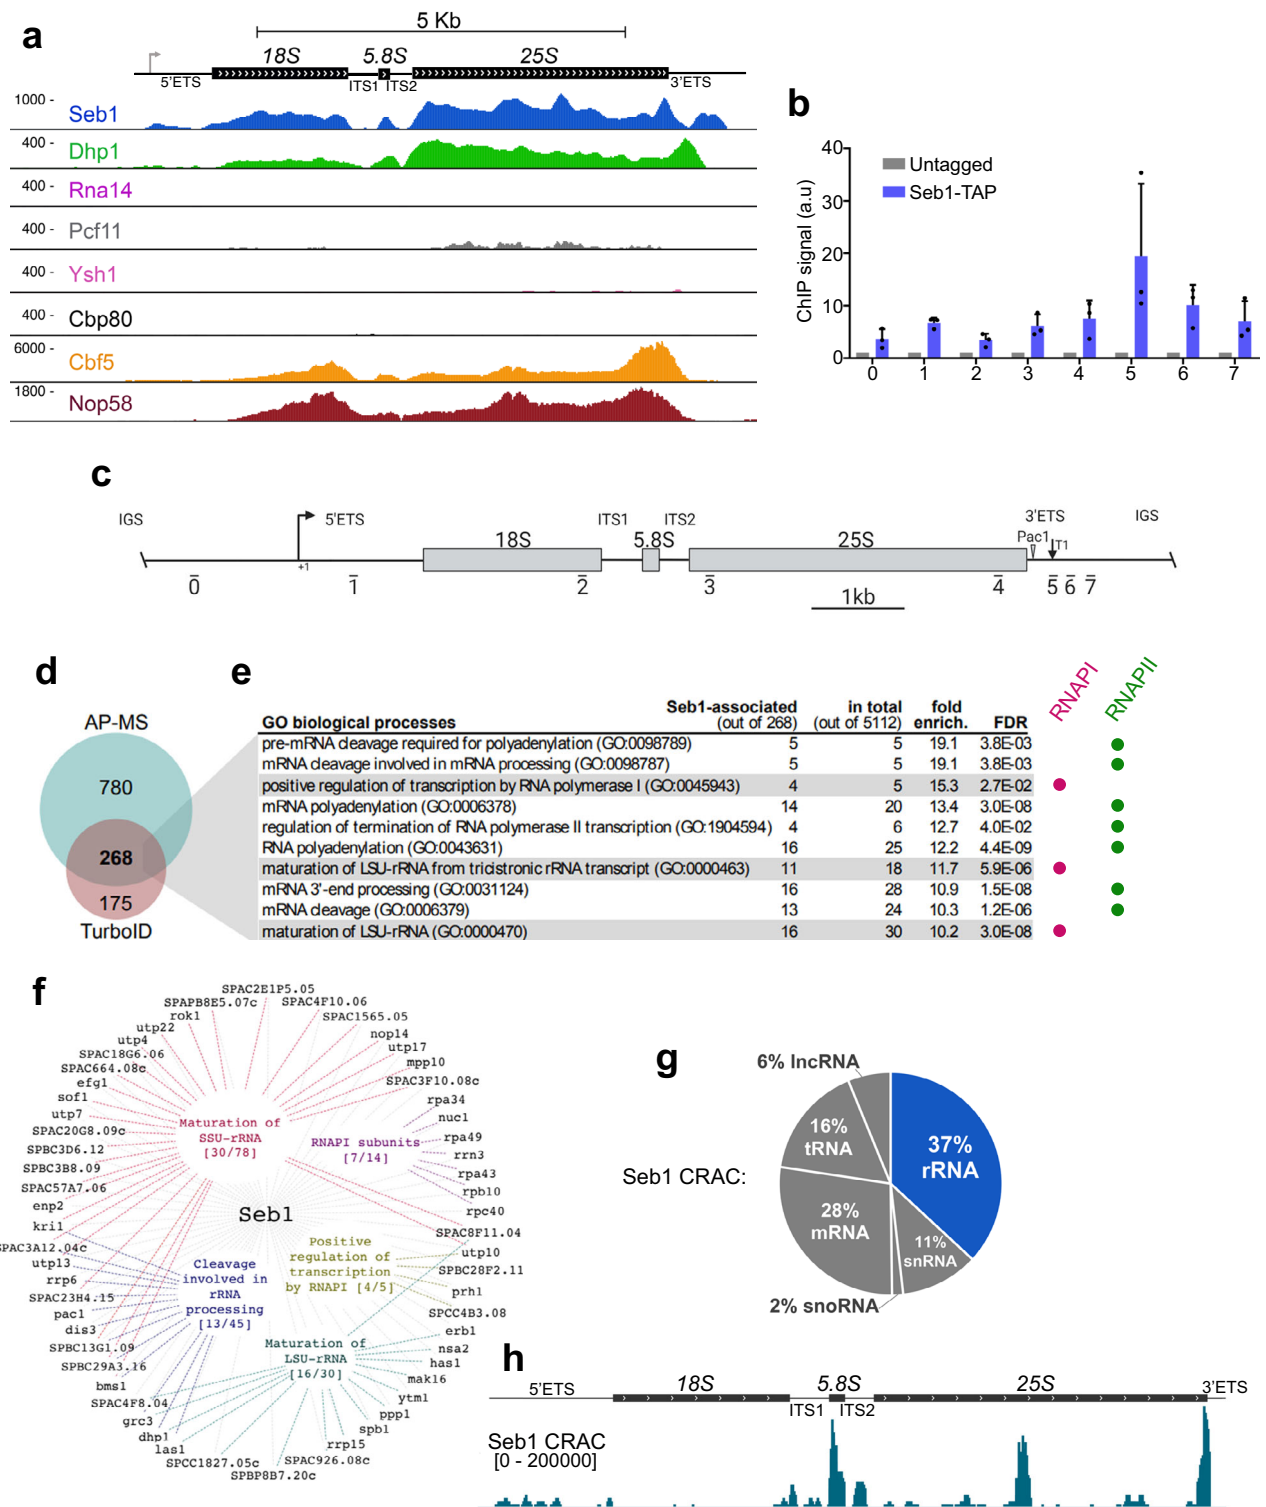 a
5 Kb
18S 5.8S 25S
5'ETS ITS1 ITS2 3'ETS
1000 - Seb1
400 - Dhp1
400 - Rna14
400 - Pcf11
400 - Ysh1
400 - Cbp80
6000 - Cbf5
1800 - Nop58
b
ChIP signal (a.u)
40
30
20
10
0
Untagged
Seb1-TAP
0 1 2 3 4 5 6 7
c
IGS 5'ETS ITS1 ITS2 3'ETS IGS
18S 5.8S 25S Pac1 T1
+1
0 1 2 3 4 5 6 7
1kb
d
AP-MS
780
268
175
TurboID
e
RNAPI RNAPII
GO biological processes Seb1-associated (out of 268) in total (out of 5112) fold enrich. FDR
pre-mRNA cleavage required for polyadenylation (GO:0098789) 5 5 19.1 3.8E-03
mRNA cleavage involved in mRNA processing (GO:0098787) 5 5 19.1 3.8E-03
positive regulation of transcription by RNA polymerase I (GO:0045943) 4 5 15.3 2.7E-02
mRNA polyadenylation (GO:0006378) 14 20 13.4 3.0E-08
regulation of termination of RNA polymerase II transcription (GO:1904594) 4 6 12.7 4.0E-02
RNA polyadenylation (GO:0043631) 16 25 12.2 4.4E-09
maturation of LSU-rRNA from tricistronic rRNA transcript (GO:0000463) 11 18 11.7 5.9E-06
mRNA 3'-end processing (GO:0031124) 16 28 10.9 1.5E-08
mRNA cleavage (GO:0006379) 13 24 10.3 1.2E-06
maturation of LSU-rRNA (GO:0000470) 16 30 10.2 3.0E-08
f
SPAC2E1P5.05
SPAPB8E5.07c
SPAC4F10.06
rok1
SPAC1565.05
utp22
nop14
utp4
utp17
SPAC18G6.06
mpp10
SPAC664.08c
SPAC3F10.08c
efg1
rpa34
sof1
nuc1
utp7
rpa49
SPAC20G8.09c
rrn3
SPBC3D6.12
rpa43
SPBC3B8.09
rpb10
SPAC57A7.06
rpc40
enp2
kri1
SPAC8F11.04
SPAC3A12.04c
utp10
utp13
SPBC28F2.11
rrp6
prh1
SPAC23H4.15
SPCC4B3.08
pac1
erb1
dis3
nsa2
SPBC13G1.09
has1
SPBC29A3.16
mak16
bms1
ytm1
SPAC4F8.04
ppp1
grc3
spb1
dhp1
rrp15
las1
SPAC926.08c
SPCC1827.05c
SPBP8B7.20c
Maturation of
SSU-rRNA
[30/78]
RNAPI subunits
[7/14]
Seb1
Positive
regulation of
transcription
by RNAPI [4/5]
Cleavage
involved in
rRNA
processing
[13/45]
Maturation of
LSU-rRNA
[16/30]
g
Seb1 CRAC:
6% lncRNA
16%
tRNA
37%
rRNA
28%
mRNA
11%
snRNA
2% snoRNA
h
5'ETS 18S 5.8S 25S 3'ETS
ITS1 ITS2
Seb1 CRAC
[0 - 200000]